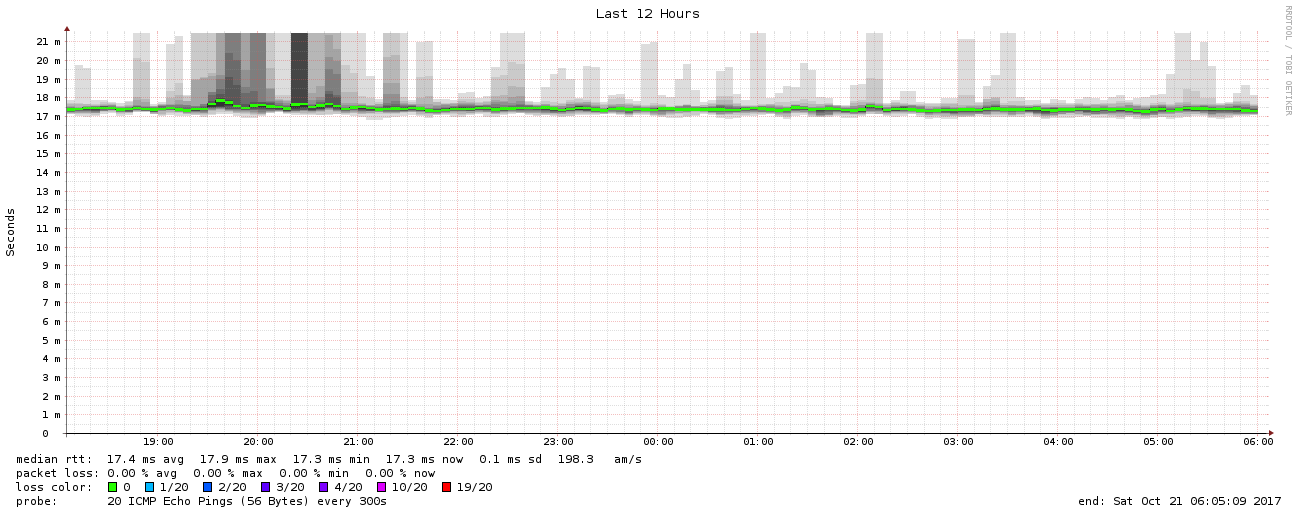 Last 12 Hours
RRDTOOL / TOBI OETIKER
Seconds
21 m
20 m
19 m
18 m
17 m
16 m
15 m
14 m
13 m
12 m
11 m
10 m
9 m
8 m
7 m
6 m
5 m
4 m
3 m
2 m
1 m
0
19:00 20:00 21:00 22:00 23:00 00:00 01:00 02:00 03:00 04:00 05:00 06:00
median rtt: 17.4 ms avg 17.9 ms max 17.3 ms min 17.3 ms now 0.1 ms sd 198.3 am/s
packet loss: 0.00 % avg 0.00 % max 0.00 % min 0.00 % now
loss color: 0 1/20 2/20 3/20 4/20 10/20 19/20
probe: 20 ICMP Echo Pings (56 Bytes) every 300s end: Sat Oct 21 06:05:09 2017